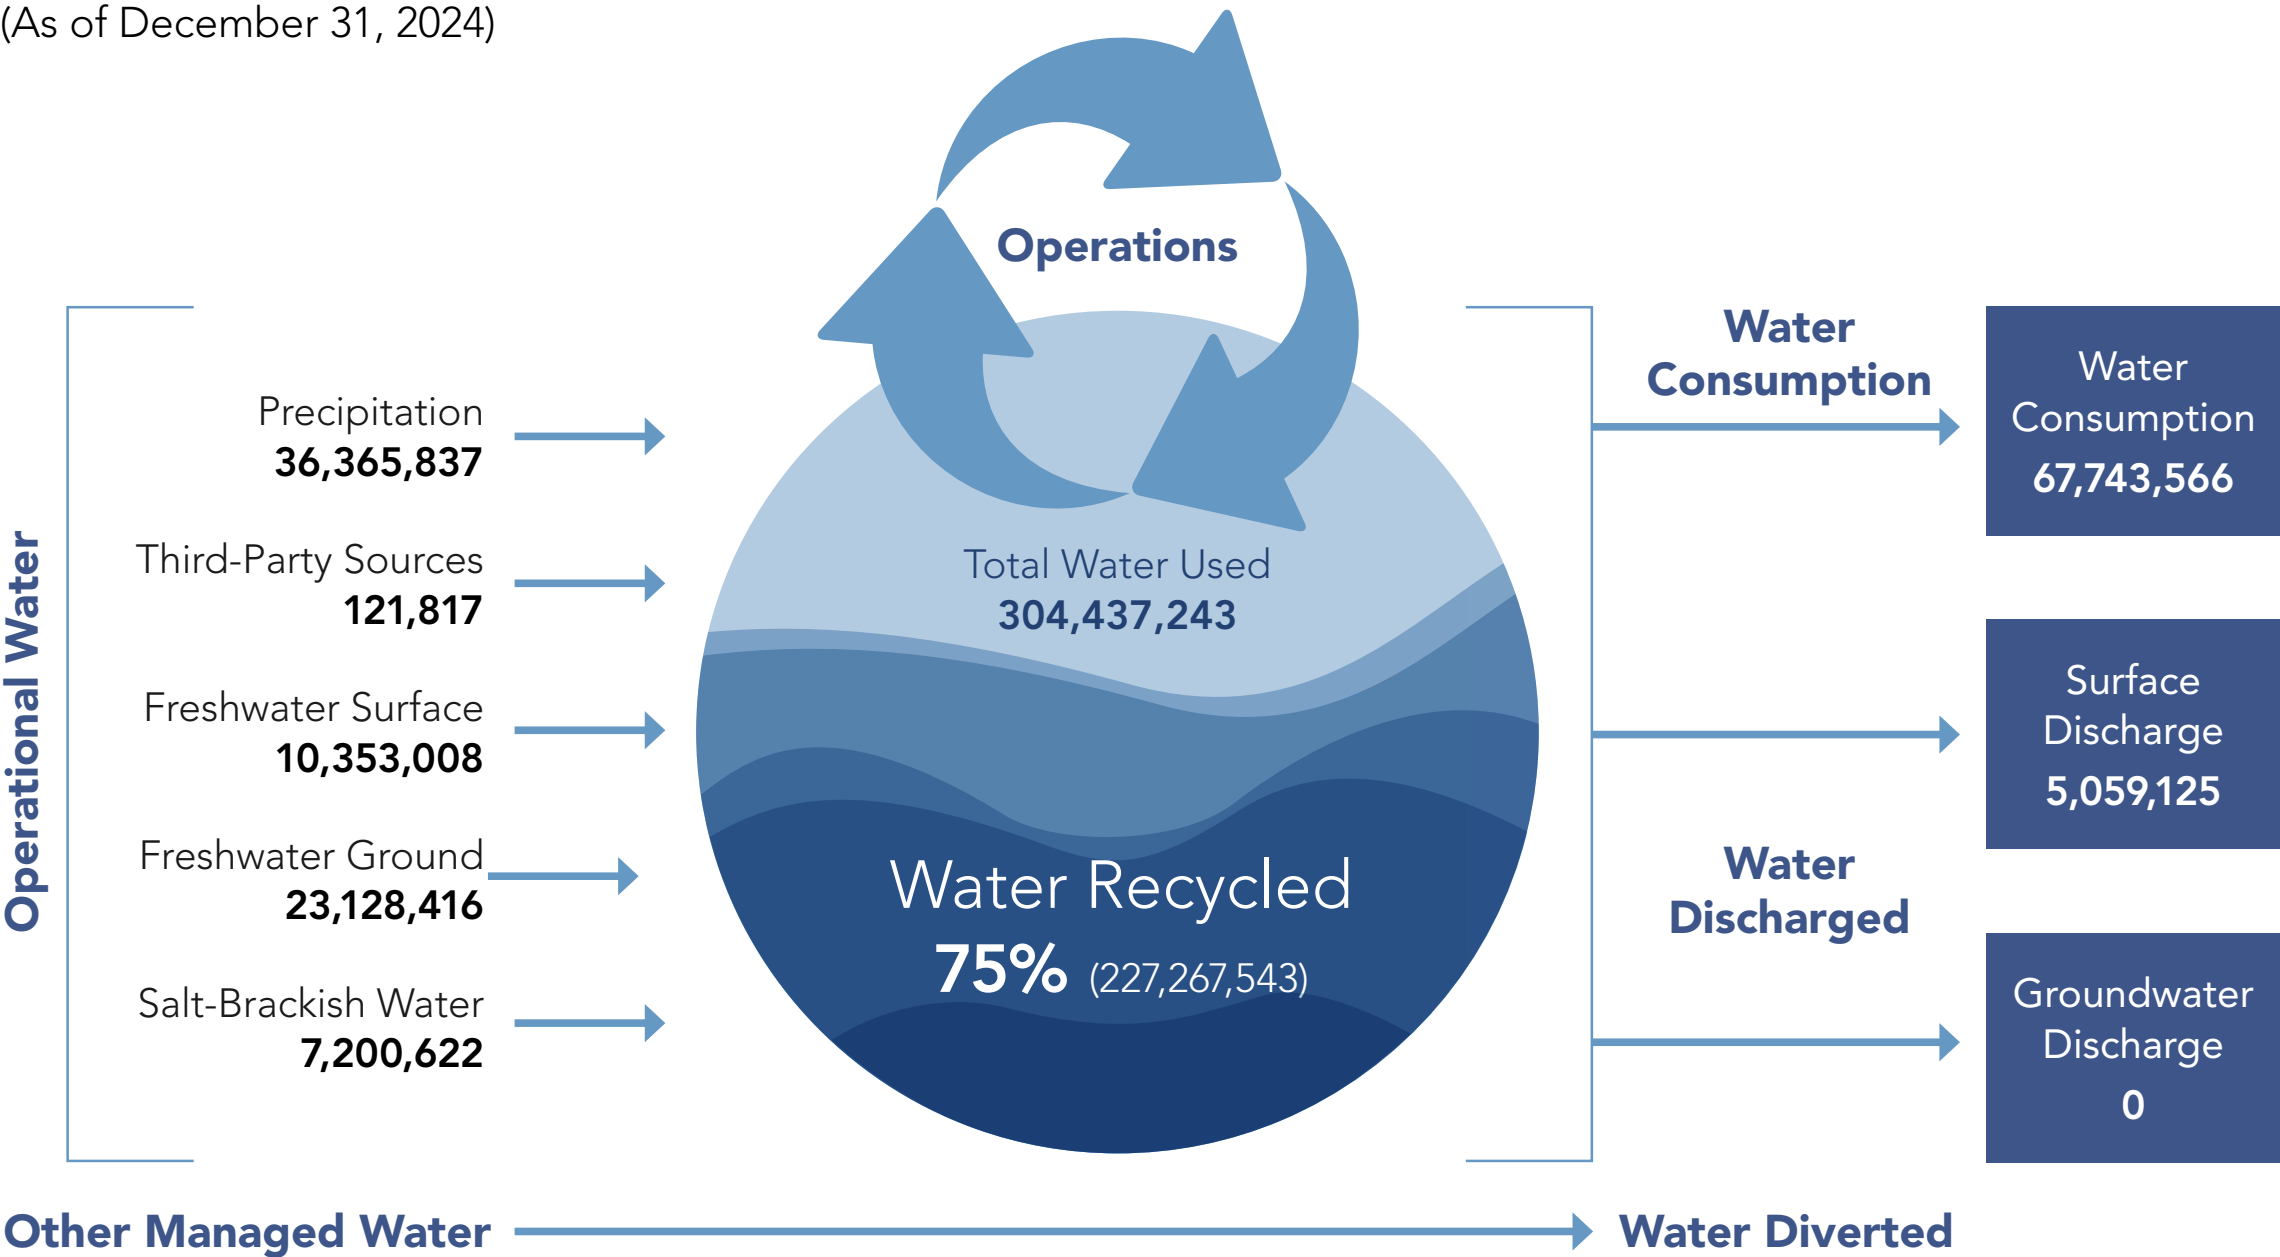 (As of December 31, 2024)
Operational Water
Precipitation
36,365,837
Third-Party Sources
121,817
Freshwater Surface
10,353,008
Freshwater Ground
23,128,416
Salt-Brackish Water
7,200,622
Operations
Total Water Used
304,437,243
Water Recycled
75% (227,267,543)
Water
Consumption
Water
Consumption
67,743,566
Water
Discharged
Surface
Discharge
5,059,125
Groundwater
Discharge
0
Other Managed Water
Water Diverted